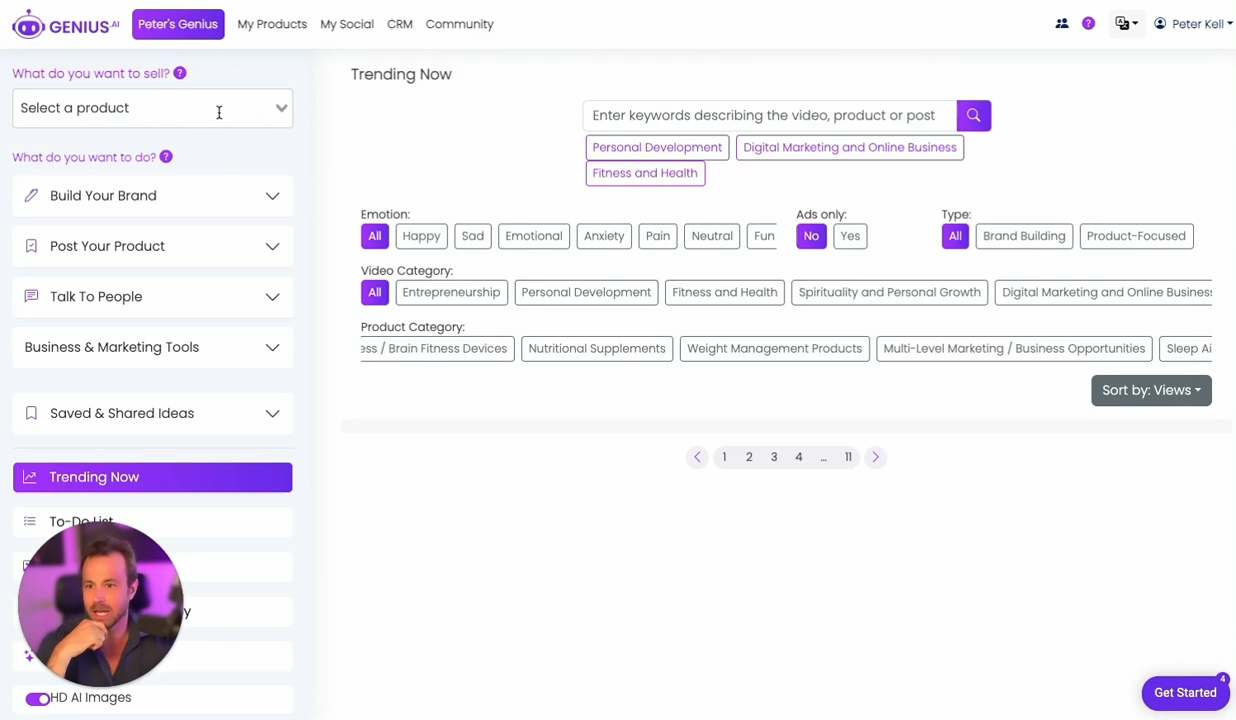 GENIUS.AI Peter's Genius My Products My Social CRM Community ? Peter Kell
What do you want to sell? ?
Select a product
What do you want to do? ?
Build Your Brand
Post Your Product
Talk To People
Business & Marketing Tools
Saved & Shared Ideas
Trending Now
To-Do List
y
HD AI Images
Trending Now
Enter keywords describing the video, product or post
Personal Development Digital Marketing and Online Business
Fitness and Health
Emotion: Ads only: Type:
All Happy Sad Emotional Anxiety Pain Neutral Fun No Yes All Brand Building Product-Focused
Video Category:
All Entrepreneurship Personal Development Fitness and Health Spirituality and Personal Growth Digital Marketing and Online Business
Product Category:
ess / Brain Fitness Devices Nutritional Supplements Weight Management Products Multi-Level Marketing / Business Opportunities Sleep Ai
Sort by: Views
1 2 3 4 ... 11
4
Get Started